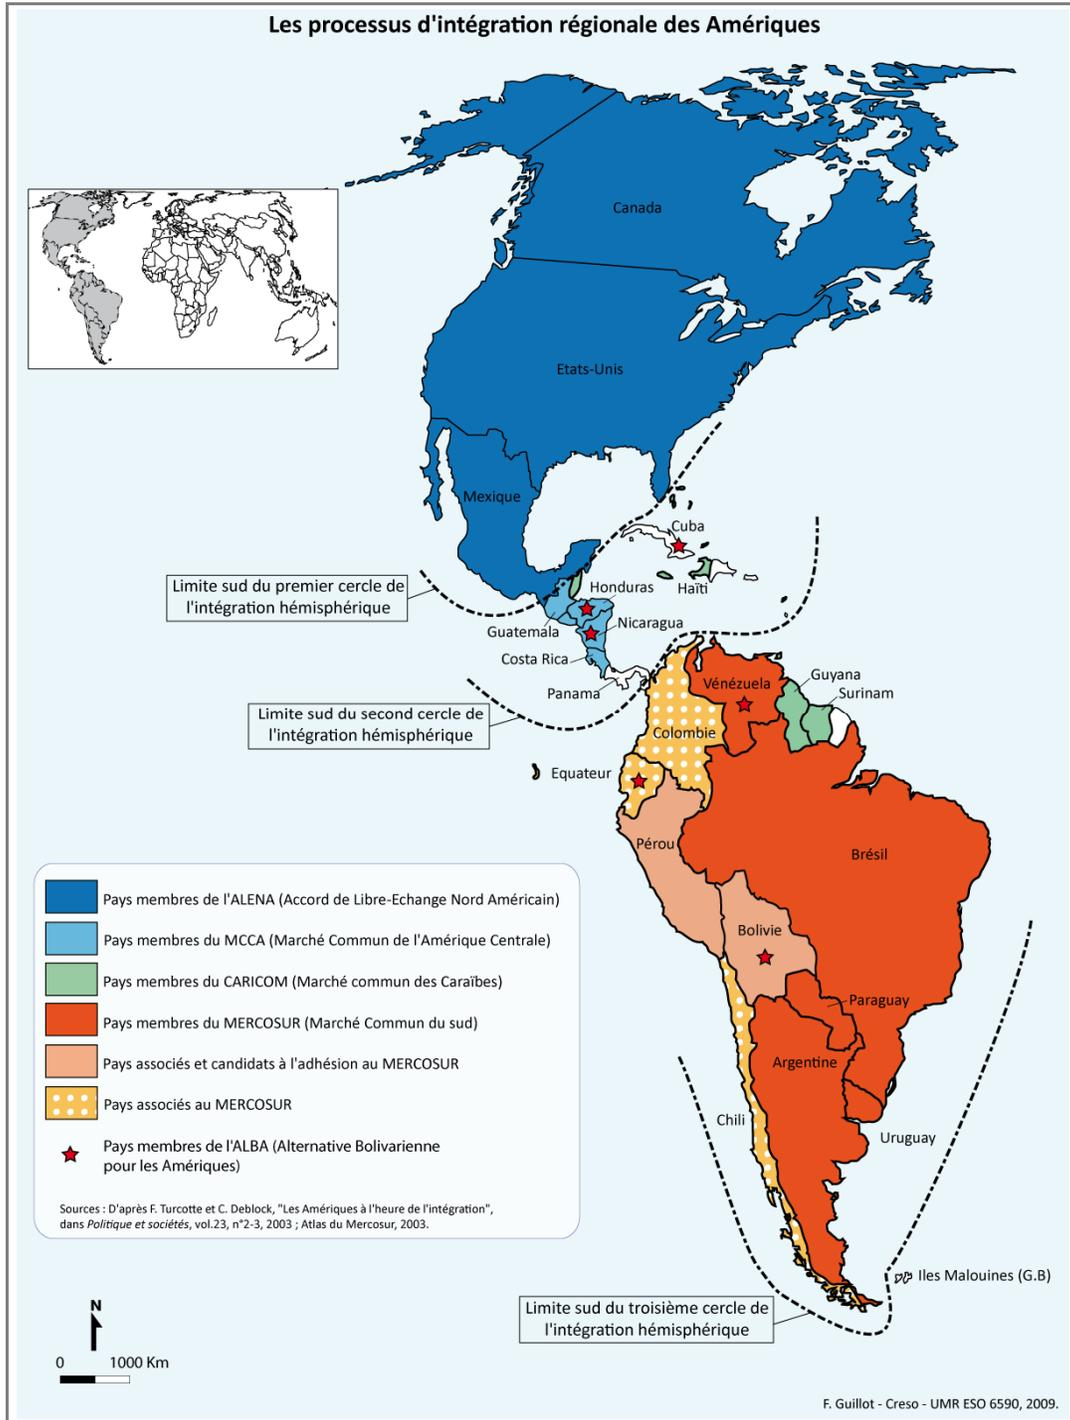 Les processus d'intégration régionale des Amériques
Canada
Etats-Unis
Mexique
Cuba
Haïti
Honduras
Guatemala
Nicaragua
Costa Rica
Panama
Limite sud du premier cercle de
l'intégration hémisphérique
Limite sud du second cercle de
l'intégration hémisphérique
Vénézuela
Guyana
Surinam
Colombie
Equateur
Pérou
Brésil
Bolivie
Paraguay
Argentine
Chili
Uruguay
Iles Malouines (G.B)
Limite sud du troisième cercle de
l'intégration hémisphérique
Pays membres de l'ALENA (Accord de Libre-Echange Nord Américain)
Pays membres du MCCA (Marché Commun de l'Amérique Centrale)
Pays membres du CARICOM (Marché commun des Caraïbes)
Pays membres du MERCOSUR (Marché Commun du sud)
Pays associés et candidats à l'adhésion au MERCOSUR
Pays associés au MERCOSUR
Pays membres de l'ALBA (Alternative Bolivarienne
pour les Amériques)
Sources : D'après F. Turcotte et C. Deblock, "Les Amériques à l'heure de l'intégration",
dans Politique et sociétés, vol.23, n°2-3, 2003 ; Atlas du Mercosur, 2003.
N
0 1000 Km
F. Guillot - Creso - UMR ESO 6590, 2009.